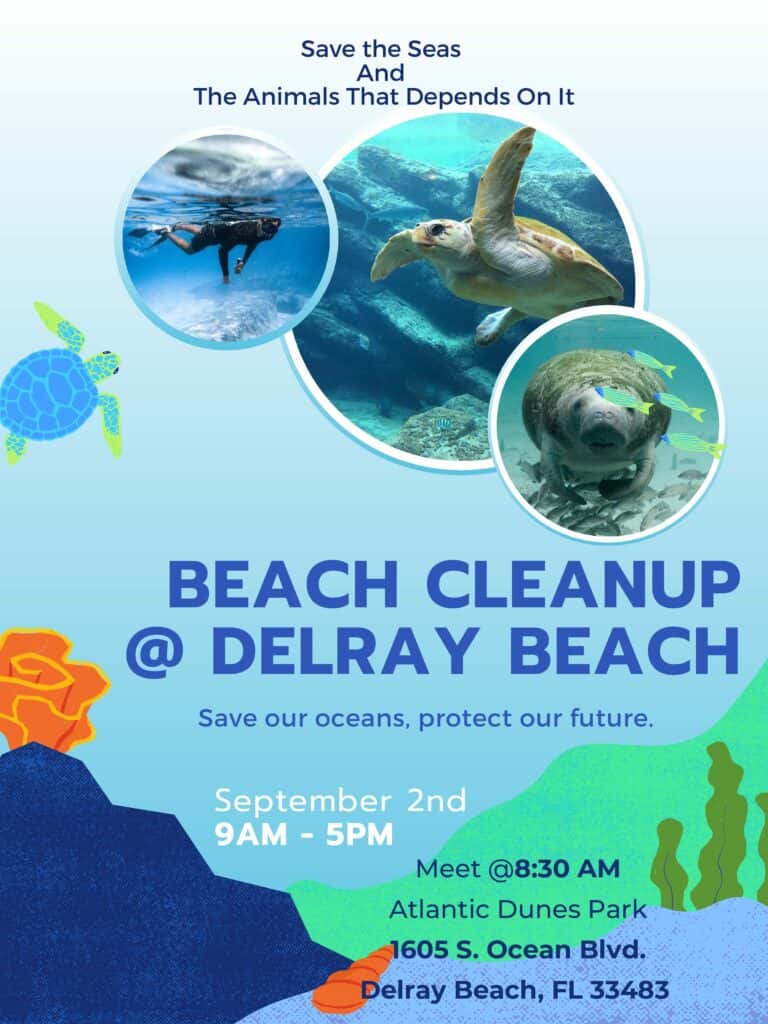 Save the Seas
And
The Animals That Depends On It
BEACH CLEANUP
@ DELRAY BEACH
Save our oceans, protect our future.
September 2nd
9AM - 5PM
Meet @8:30 AM
Atlantic Dunes Park
1605 S. Ocean Blvd.
Delray Beach, FL 33483